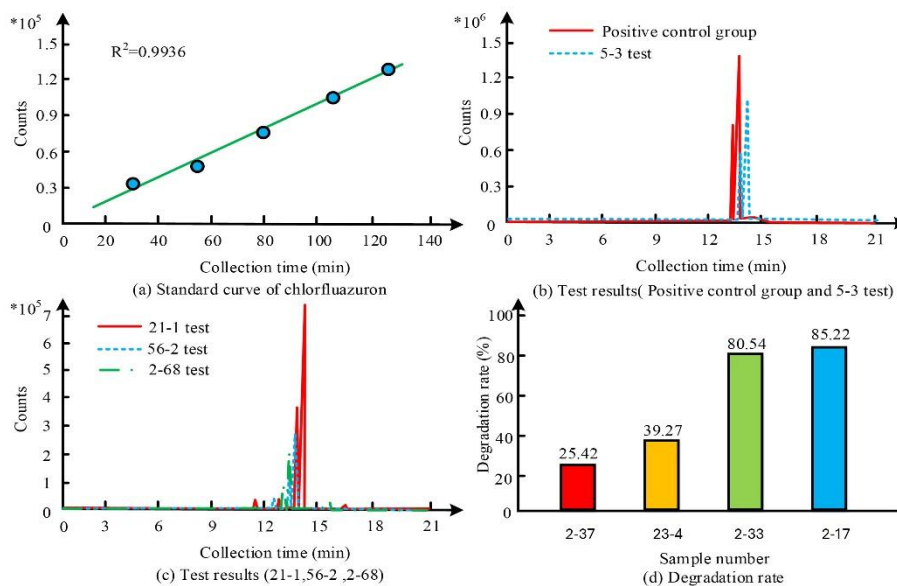 *10⁵
1.5
1.2
0.9
0.6
0.3
Counts
R²=0.9936
0 20 40 60 80 100 120 140
Collection time (min)
(a) Standard curve of chlorfluazuron
*10⁶
1.5
1.2
0.9
0.6
0.3
Counts
Positive control group
5-3 test
0 3 6 9 12 15 18 21
Collection time (min)
(b) Test results( Positive control group and 5-3 test)
*10⁵
7
6
5
4
3
2
1
0
Counts
21-1 test
56-2 test
2-68 test
0 3 6 9 12 15 18 21
Collection time (min)
(c) Test results (21-1,56-2 ,2-68)
100
80
60
40
20
0
Degradation rate (%)
25.42
39.27
80.54
85.22
2-37 23-4 2-33 2-17
Sample number
(d) Degradation rate